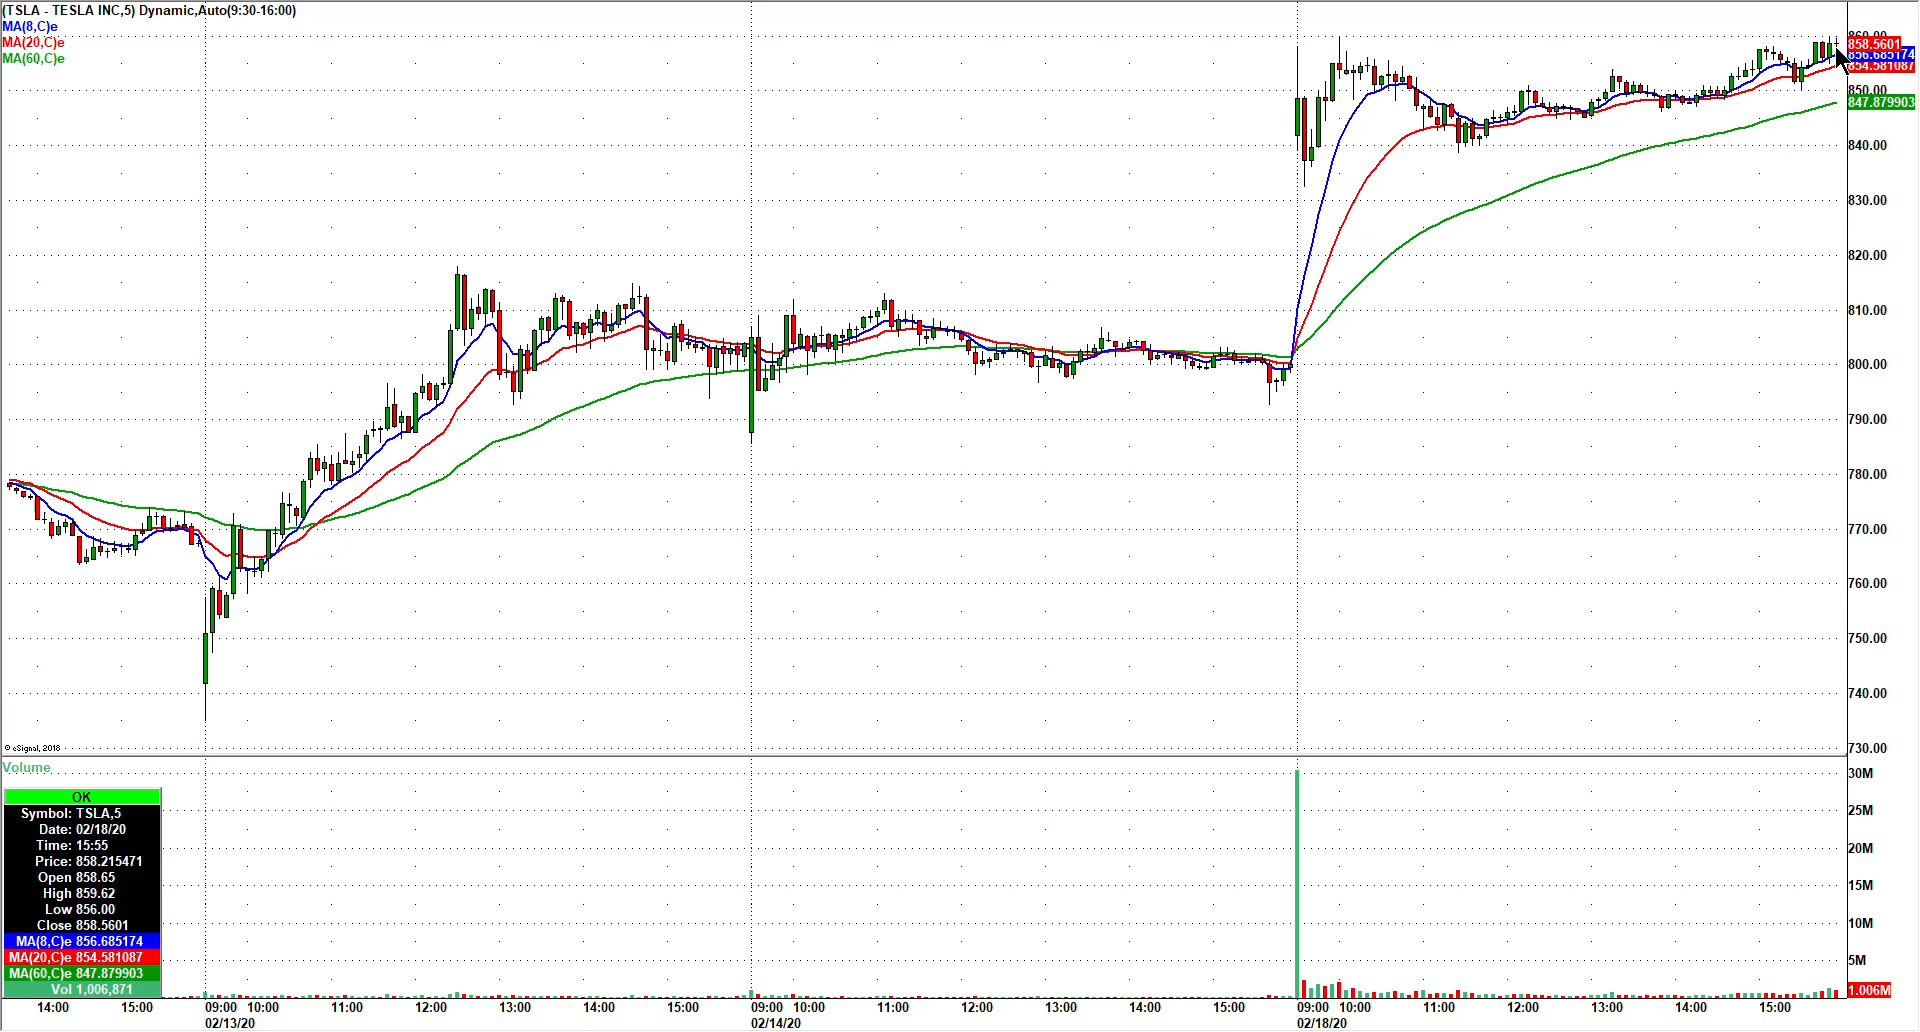 (TSLA - TESLA INC,5) Dynamic,Auto(9:30-16:00)
MA(8,C)e
MA(20,C)e
MA(60,C)e
860.00
858.5601
856.685174
854.581087
850.00
847.879903
840.00
830.00
820.00
810.00
800.00
790.00
780.00
770.00
760.00
750.00
740.00
730.00
© eSignal, 2018
Volume
30M
25M
20M
15M
10M
5M
1.006M
OK
Symbol: TSLA,5
Date: 02/18/20
Time: 15:55
Price: 858.215471
Open 858.65
High 859.62
Low 856.00
Close 858.5601
MA(8,C)e 856.685174
MA(20,C)e 854.581087
MA(60,C)e 847.879903
Vol 1,006,871
14:00 15:00 09:00 10:00 11:00 12:00 13:00 14:00 15:00 09:00 10:00 11:00 12:00 13:00 14:00 15:00 09:00 10:00 11:00 12:00 13:00 14:00 15:00
02/13/20 02/14/20 02/18/20